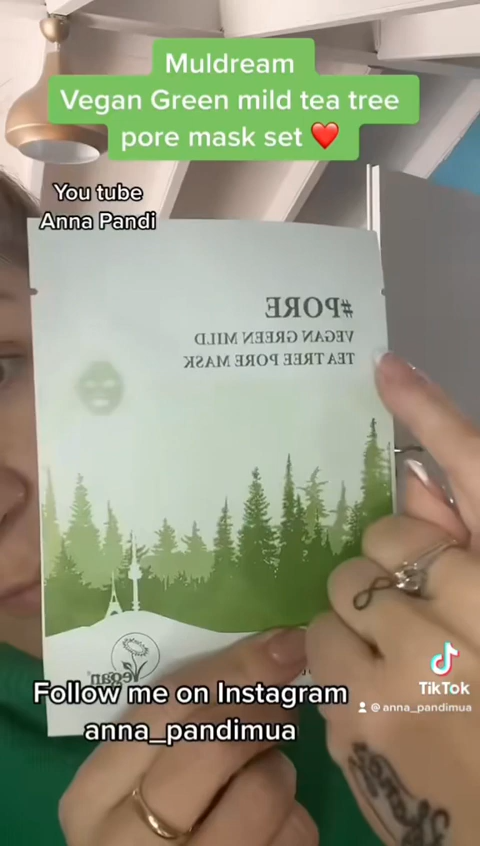 Muldream
Vegan Green mild tea tree
pore mask set ❤️
You tube
Anna Pandi
#PORE
VEGAN GREEN MILD
TEA TREE PORE MASK
vegan
Follow me on Instagram
anna_pandimua
TikTok
@anna_pandimua